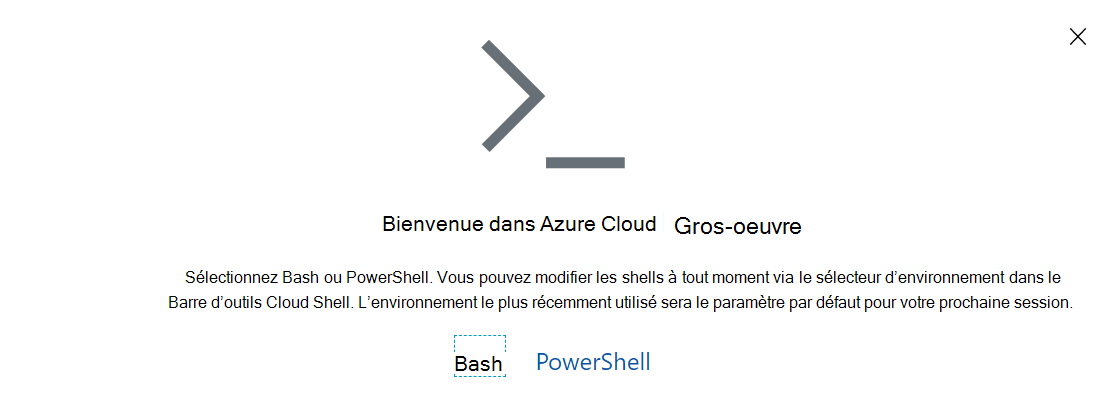 Bienvenue dans Azure Cloud Gros-oeuvre
Sélectionnez Bash ou PowerShell. Vous pouvez modifier les shells à tout moment via le sélecteur d’environnement dans le
Barre d’outils Cloud Shell. L’environnement le plus récemment utilisé sera le paramètre par défaut pour votre prochaine session.
Bash PowerShell